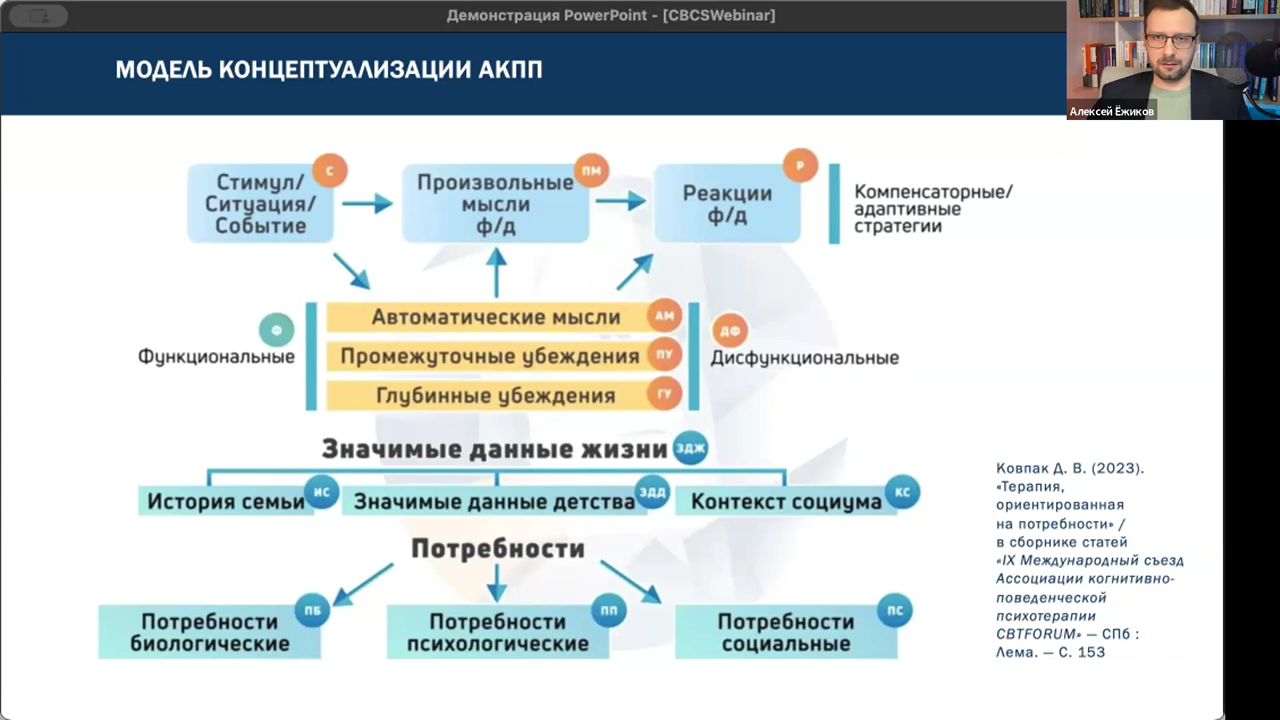 Демонстрация PowerPoint - [CBCSWebinar]
Алексей Ёжиков
МОДЕЛЬ КОНЦЕПТУАЛИЗАЦИИ АКПП
Стимул/
Ситуация/
Событие
С
Произвольные
мысли
ф/д
ПМ
Реакции
ф/д
Р
Компенсаторные/
адаптивные
стратегии
Ф
Функциональные
Автоматические мысли
АМ
Промежуточные убеждения
ПУ
Глубинные убеждения
ГУ
ДФ
Дисфункциональные
Значимые данные жизни
ЗДЖ
История семьи
ИС
Значимые данные детства
ЗДД
Контекст социума
КС
Потребности
Потребности
биологические
ПБ
Потребности
психологические
ПП
Потребности
социальные
ПС
Ковпак Д. В. (2023).
«Терапия,
ориентированная
на потребности» /
в сборнике статей
«IX Международный съезд
Ассоциации когнитивно-
поведенческой
психотерапии
CBTFORUM» — СПб :
Лема. — С. 153